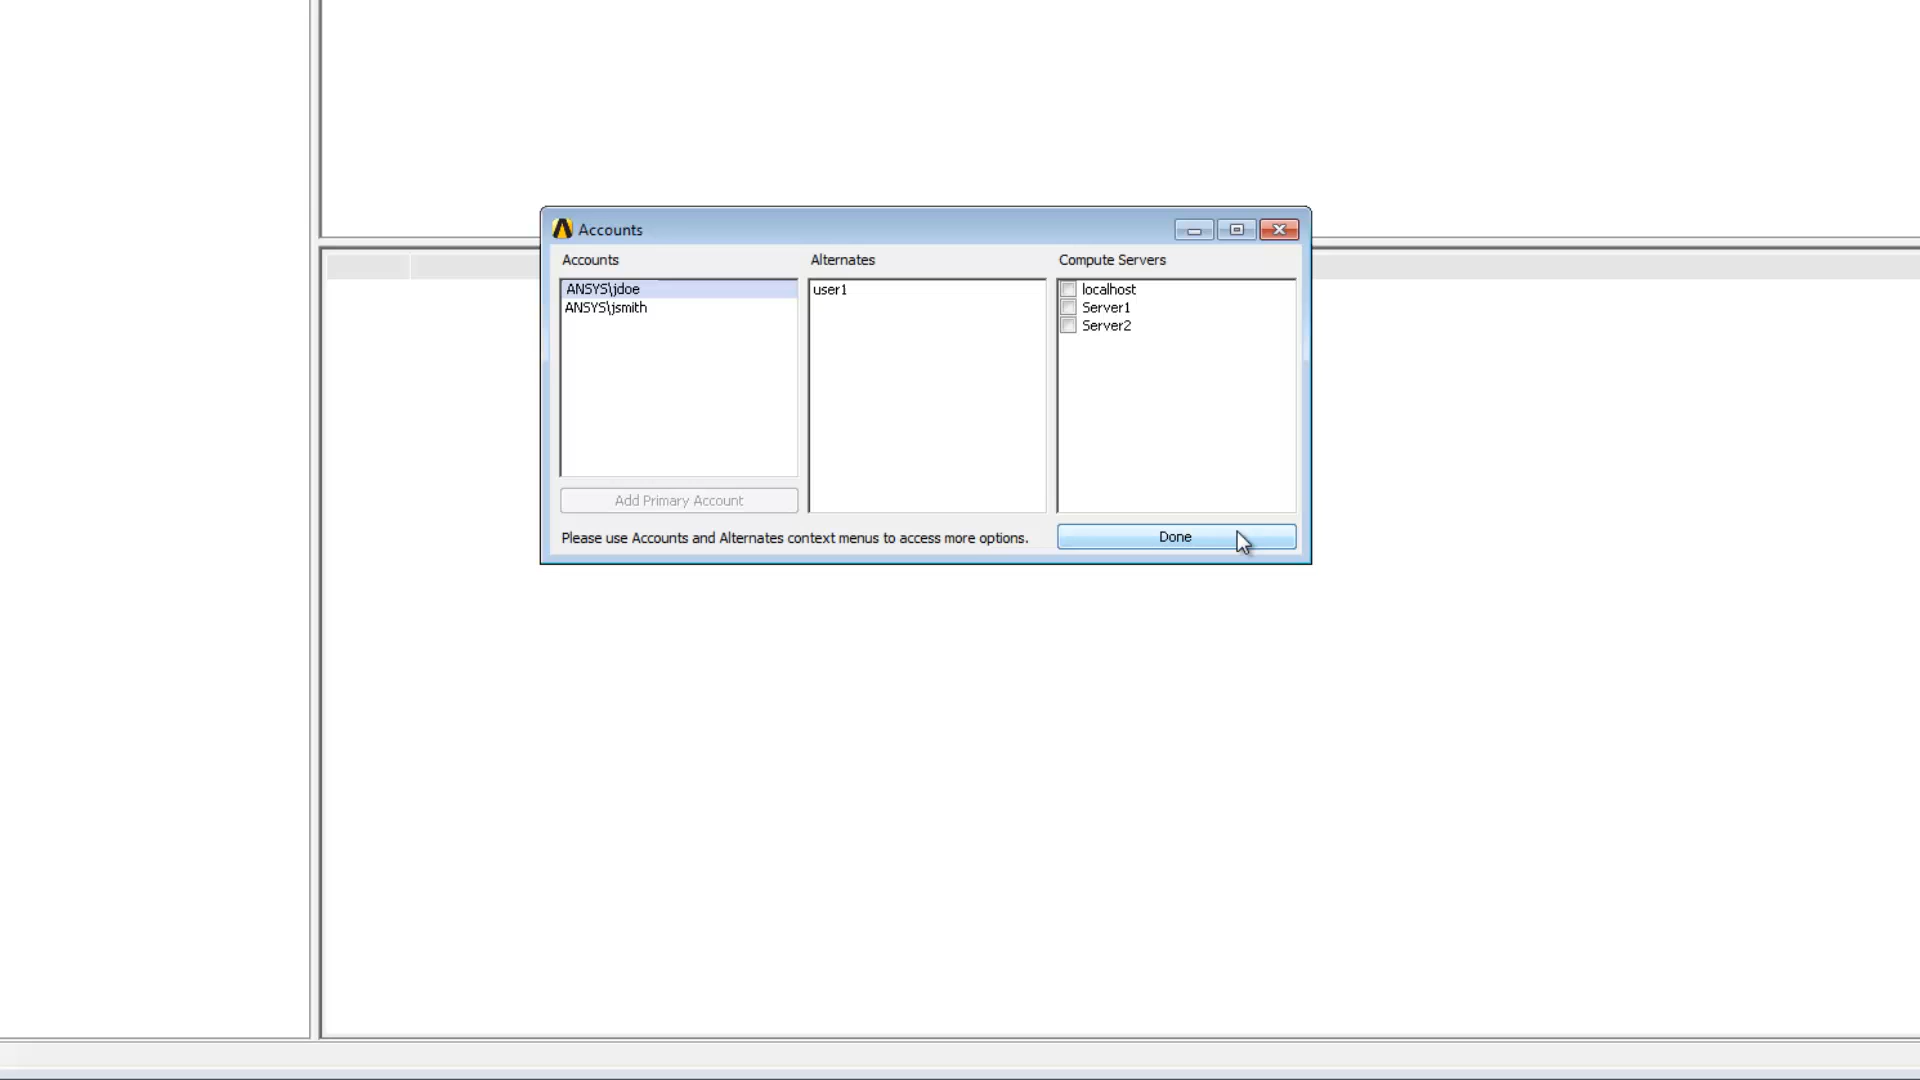 Accounts
Accounts
Alternates
Compute Servers
ANSYS\jdoe
ANSYS\jsmith
user1
localhost
Server1
Server2
Add Primary Account
Please use Accounts and Alternates context menus to access more options.
Done